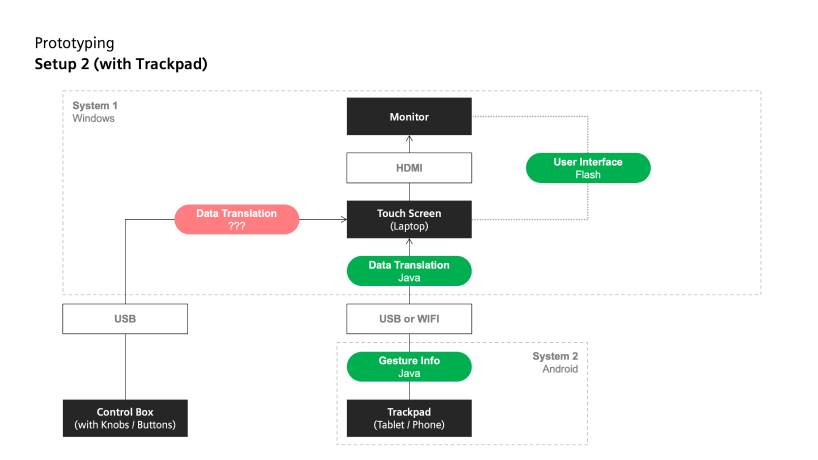 Prototyping
Setup 2 (with Trackpad)
System 1
Windows
Monitor
HDMI
User Interface
Flash
Data Translation
???
Touch Screen
(Laptop)
Data Translation
Java
USB
USB or WIFI
Gesture Info
Java
System 2
Android
Control Box
(with Knobs / Buttons)
Trackpad
(Tablet / Phone)